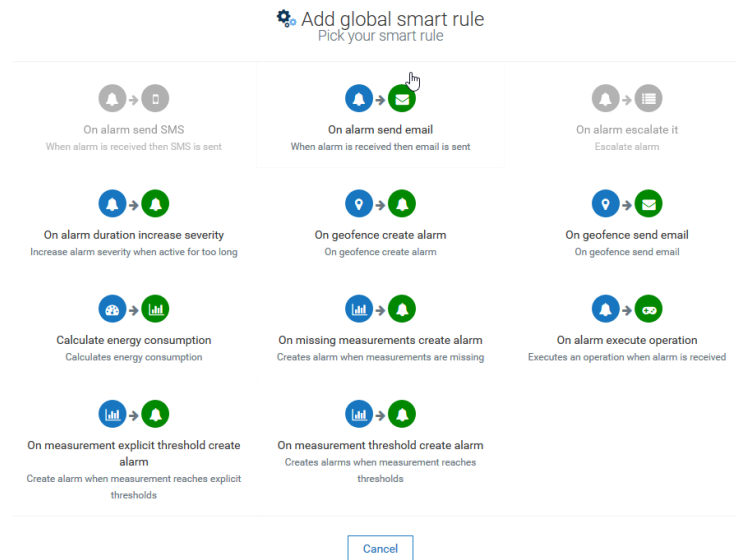 Add global smart rule
Pick your smart rule
On alarm send SMS
When alarm is received then SMS is sent
On alarm send email
When alarm is received then email is sent
On alarm escalate it
Escalate alarm
On alarm duration increase severity
Increase alarm severity when active for too long
On geofence create alarm
On geofence create alarm
On geofence send email
On geofence send email
Calculate energy consumption
Calculates energy consumption
On missing measurements create alarm
Creates alarm when measurements are missing
On alarm execute operation
Executes an operation when alarm is received
On measurement explicit threshold create
alarm
Create alarm when measurement reaches explicit
thresholds
On measurement threshold create alarm
Creates alarms when measurement reaches
thresholds
Cancel